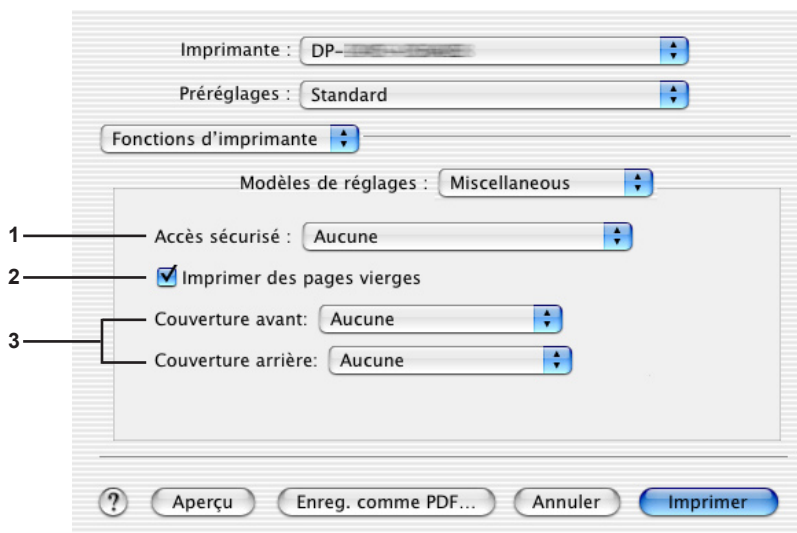 Imprimante : DP-
Préréglages : Standard
Fonctions d'imprimante
Modèles de réglages : Miscellaneous
1 Accès sécurisé : Aucune
2 Imprimer des pages vierges
3
Couverture avant: Aucune
Couverture arrière: Aucune
? Aperçu Enreg. comme PDF... Annuler Imprimer